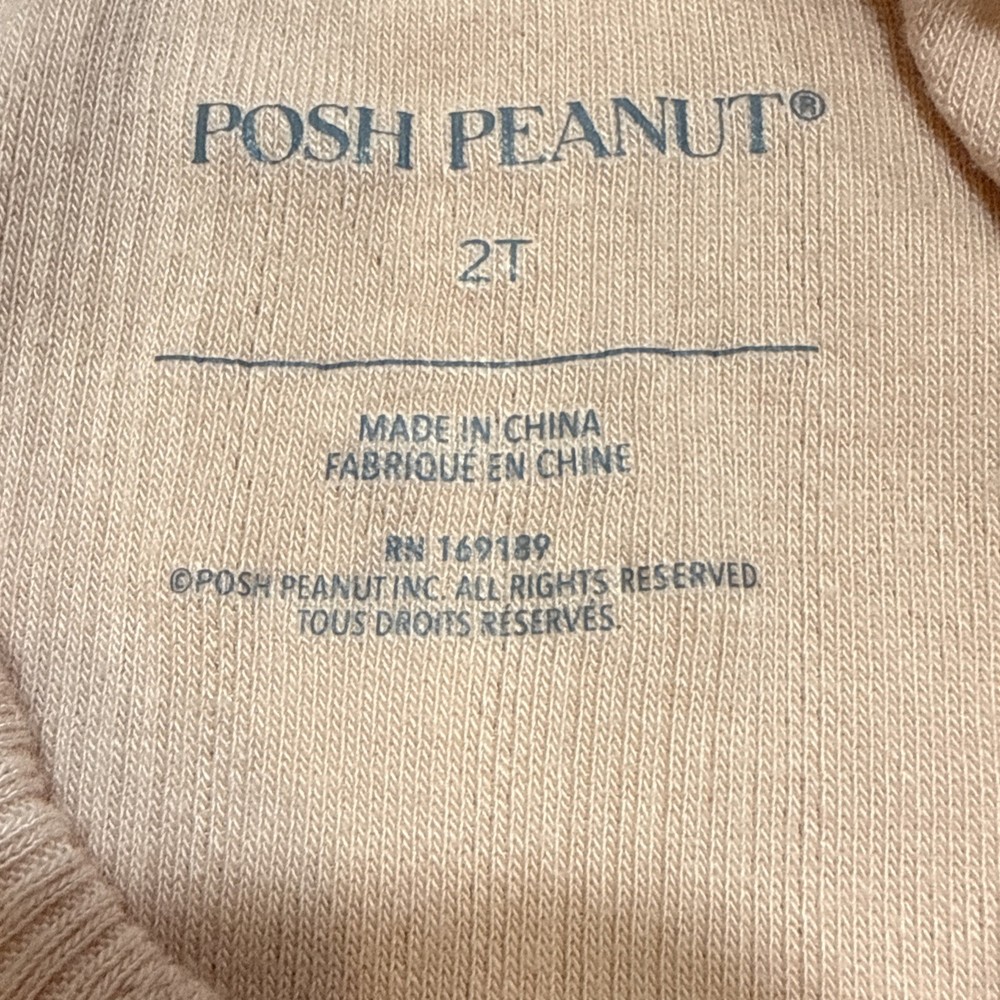 POSH PEANUT®
2T
MADE IN CHINA
FABRIQUÉ EN CHINE
RN 169189
©POSH PEANUT INC. ALL RIGHTS RESERVED.
TOUS DROITS RÉSERVÉS.